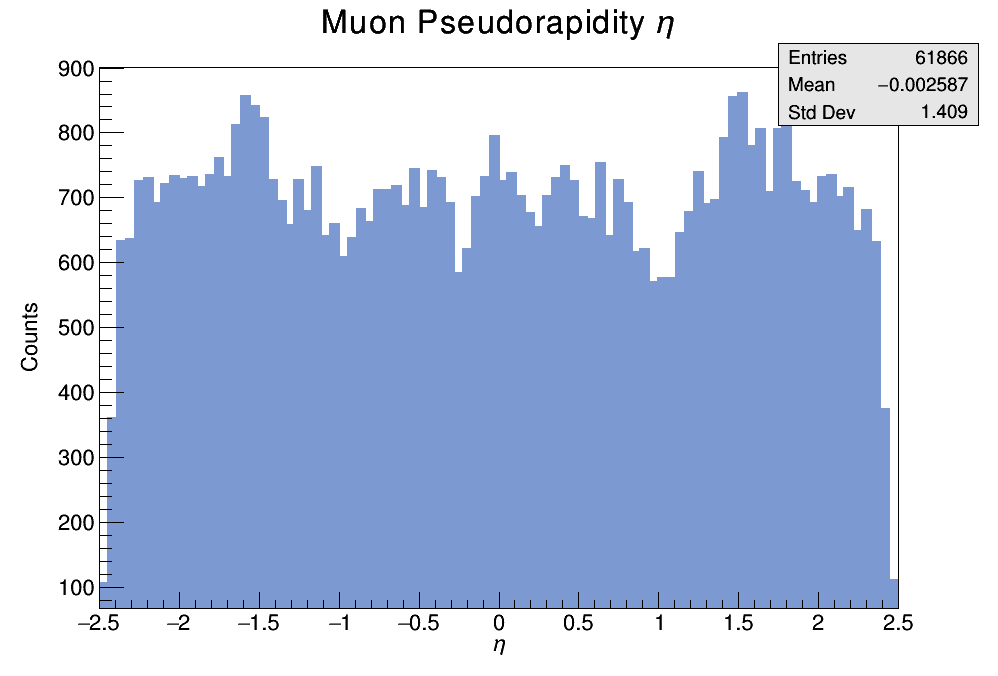 Muon Pseudorapidity η
Entries 61866
Mean −0.002587
Std Dev 1.409
900
800
700
600
500
400
300
200
100
Counts
−2.5 −2 −1.5 −1 −0.5 0 0.5 1 1.5 2 2.5
η